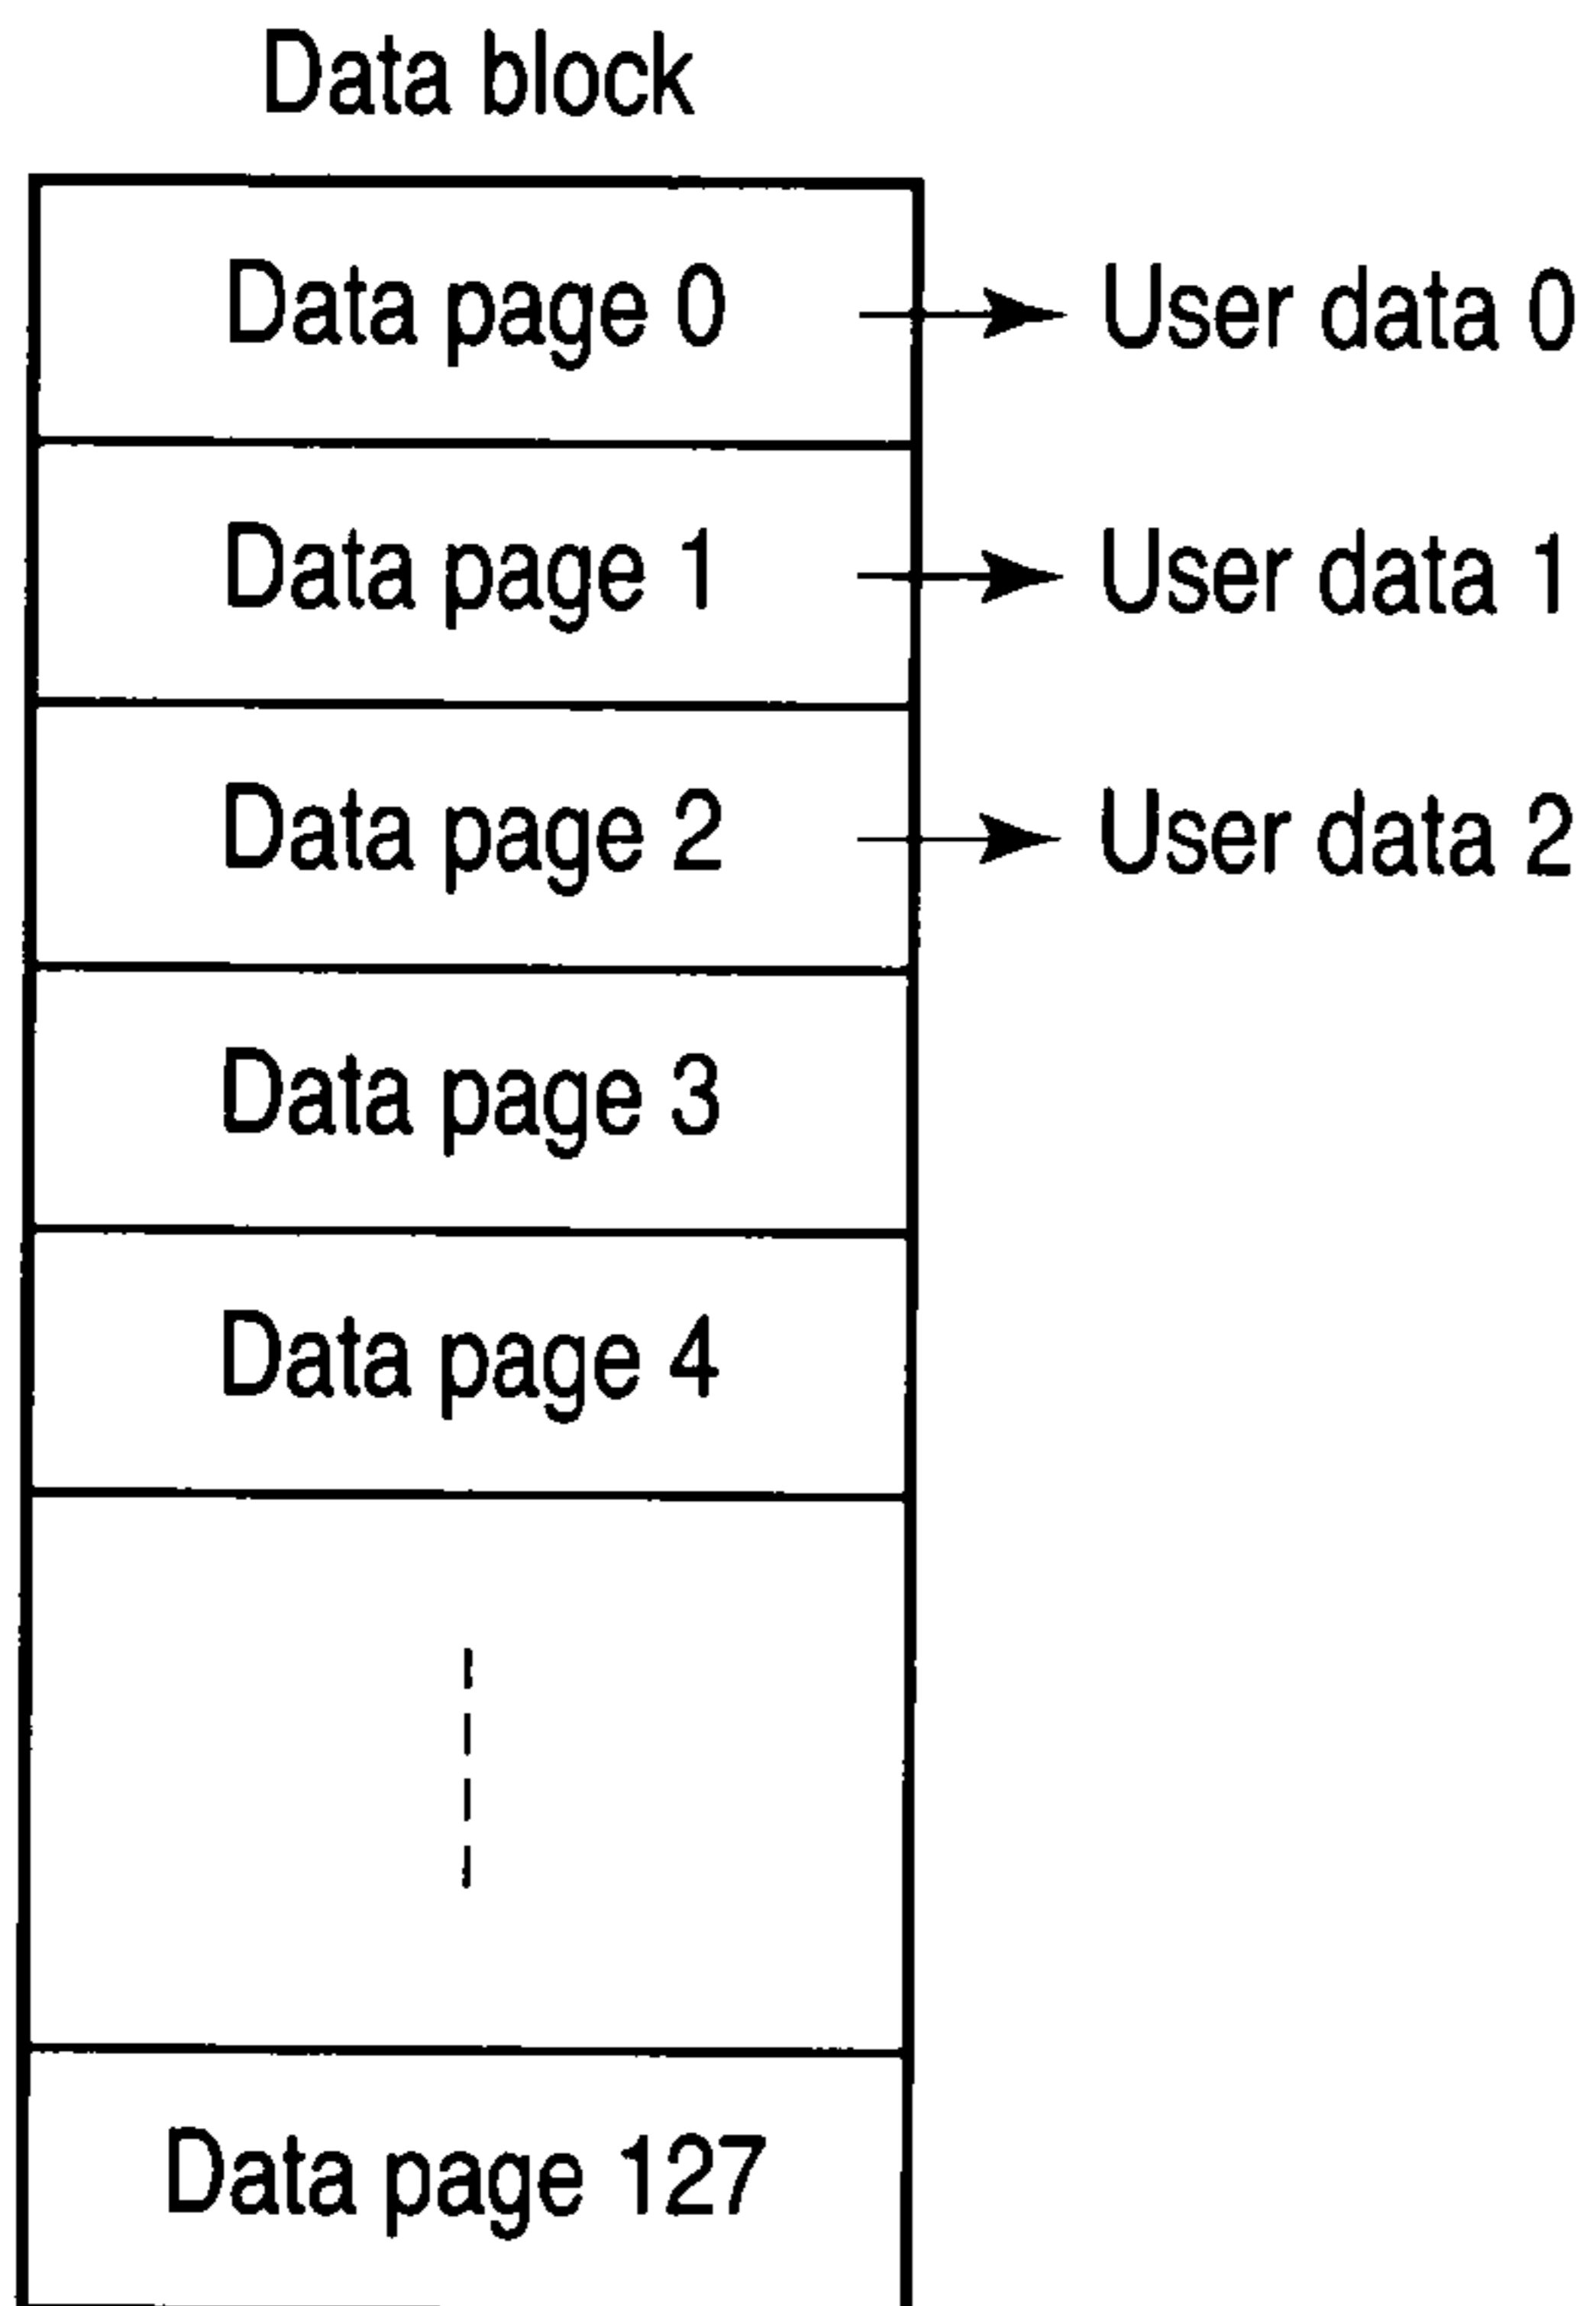 Data block
Data page 0 User data 0
Data page 1 User data 1
Data page 2 User data 2
Data page 3
Data page 4
Data page 127